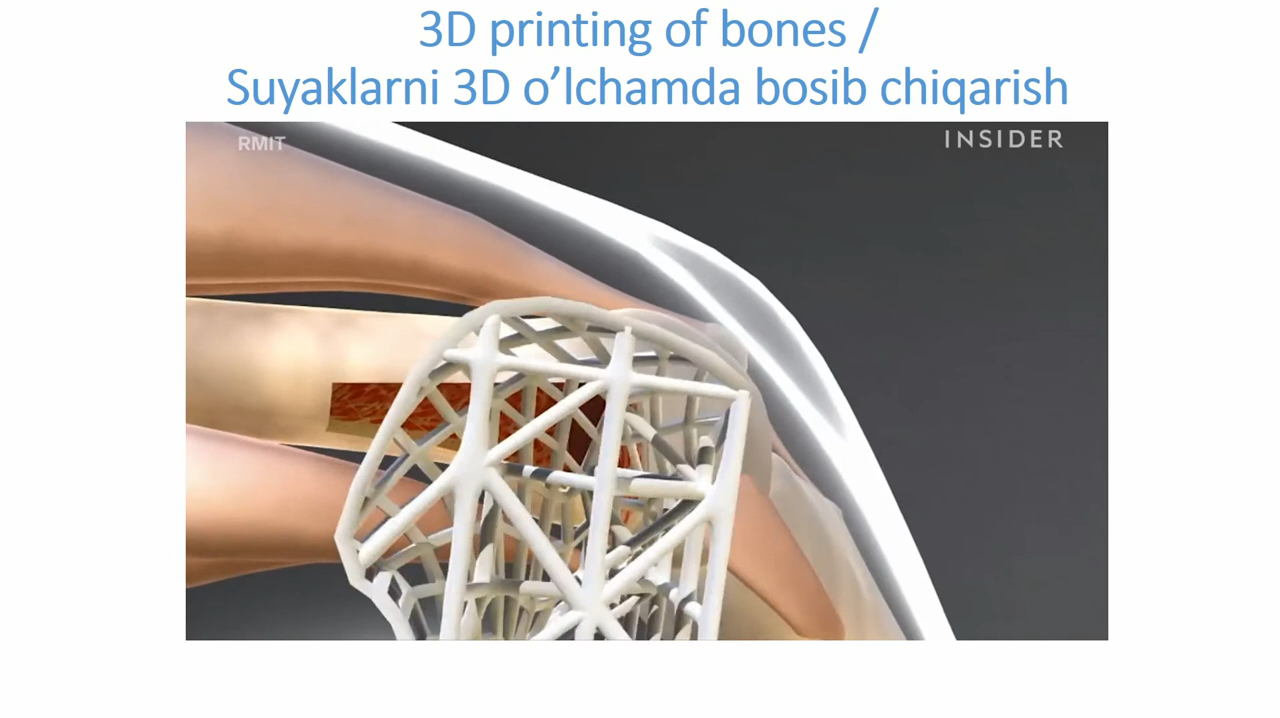 3D printing of bones /
Suyaklarni 3D o’lchamda bosib chiqarish
RMIT
INSIDER